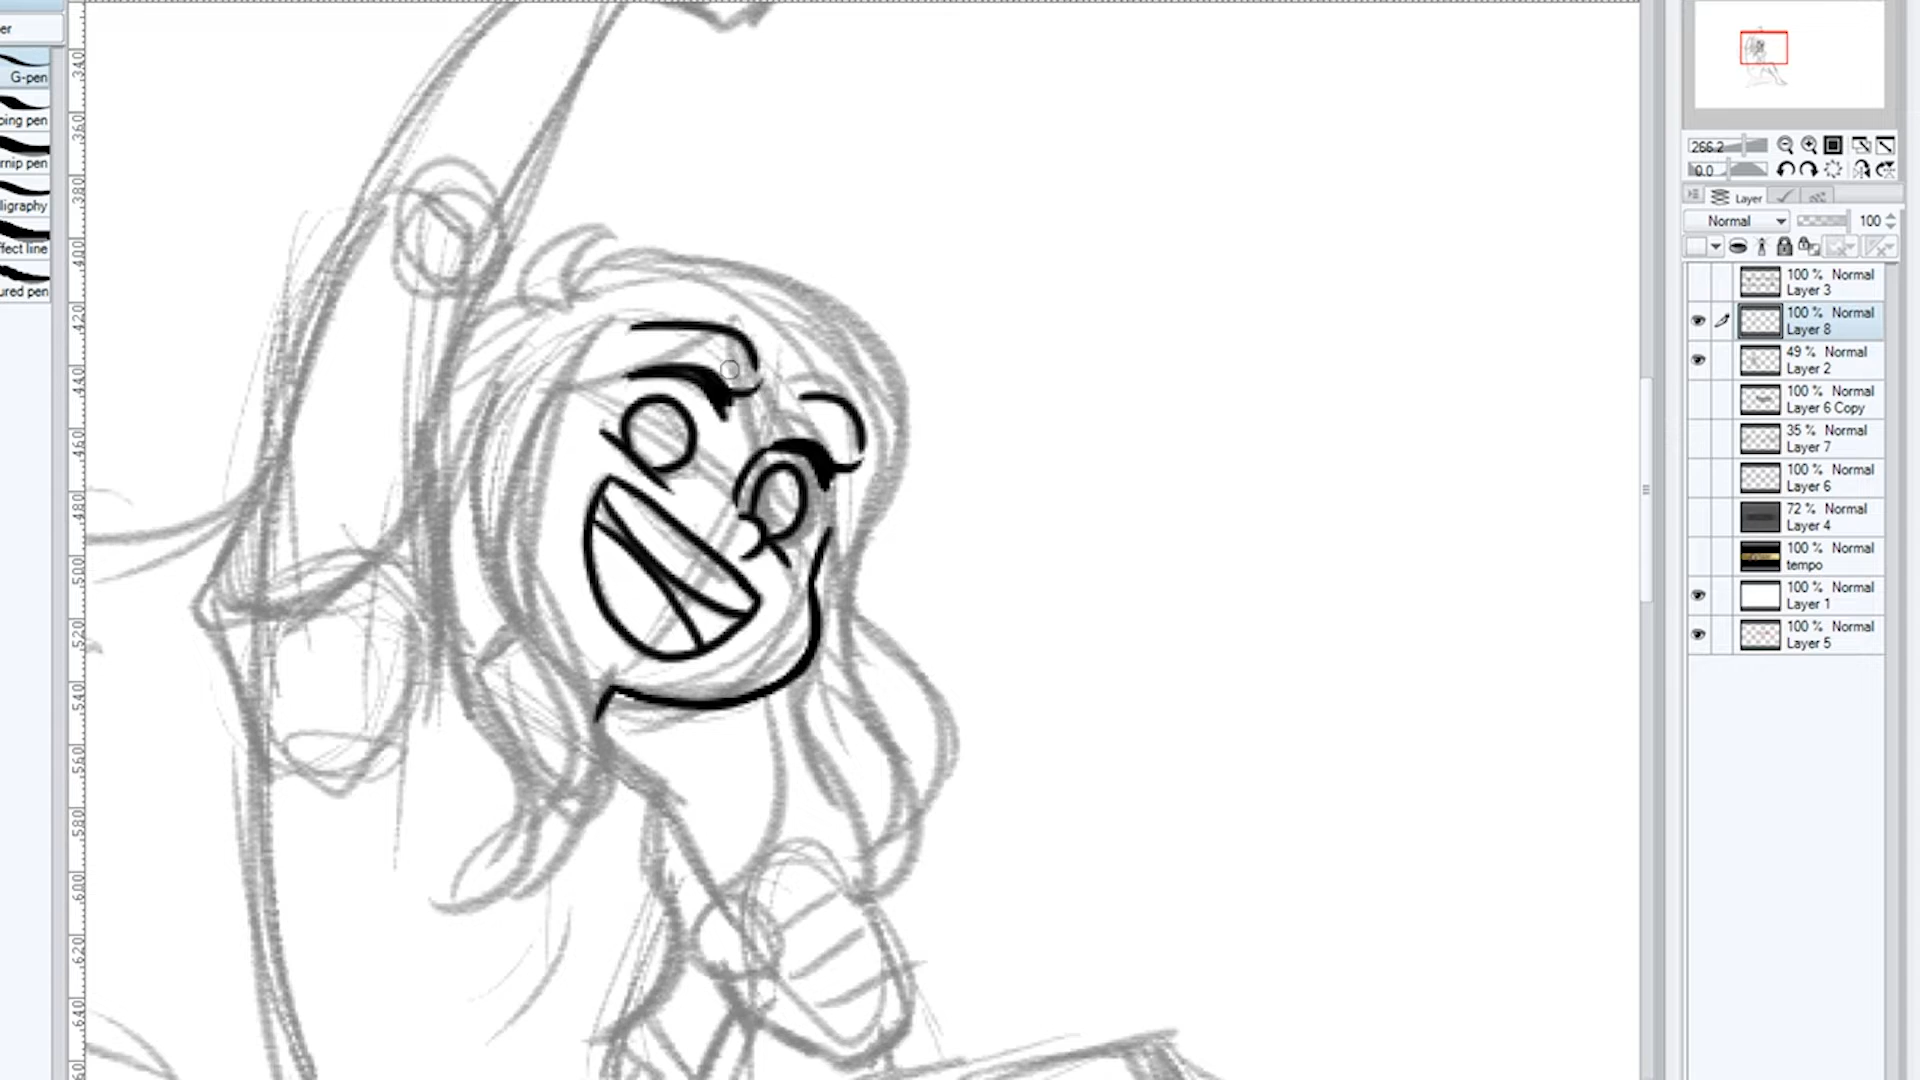 er
G-pen
ping pen
rnip pen
ligraphy
ffect line
ured pen
340
360
380
400
420
440
460
480
500
520
540
560
580
600
620
640
266.2
0.0
Layer
Normal 100
100 % Normal
Layer 3
100 % Normal
Layer 8
49 % Normal
Layer 2
100 % Normal
Layer 6 Copy
35 % Normal
Layer 7
100 % Normal
Layer 6
72 % Normal
Layer 4
100 % Normal
tempo
100 % Normal
Layer 1
100 % Normal
Layer 5